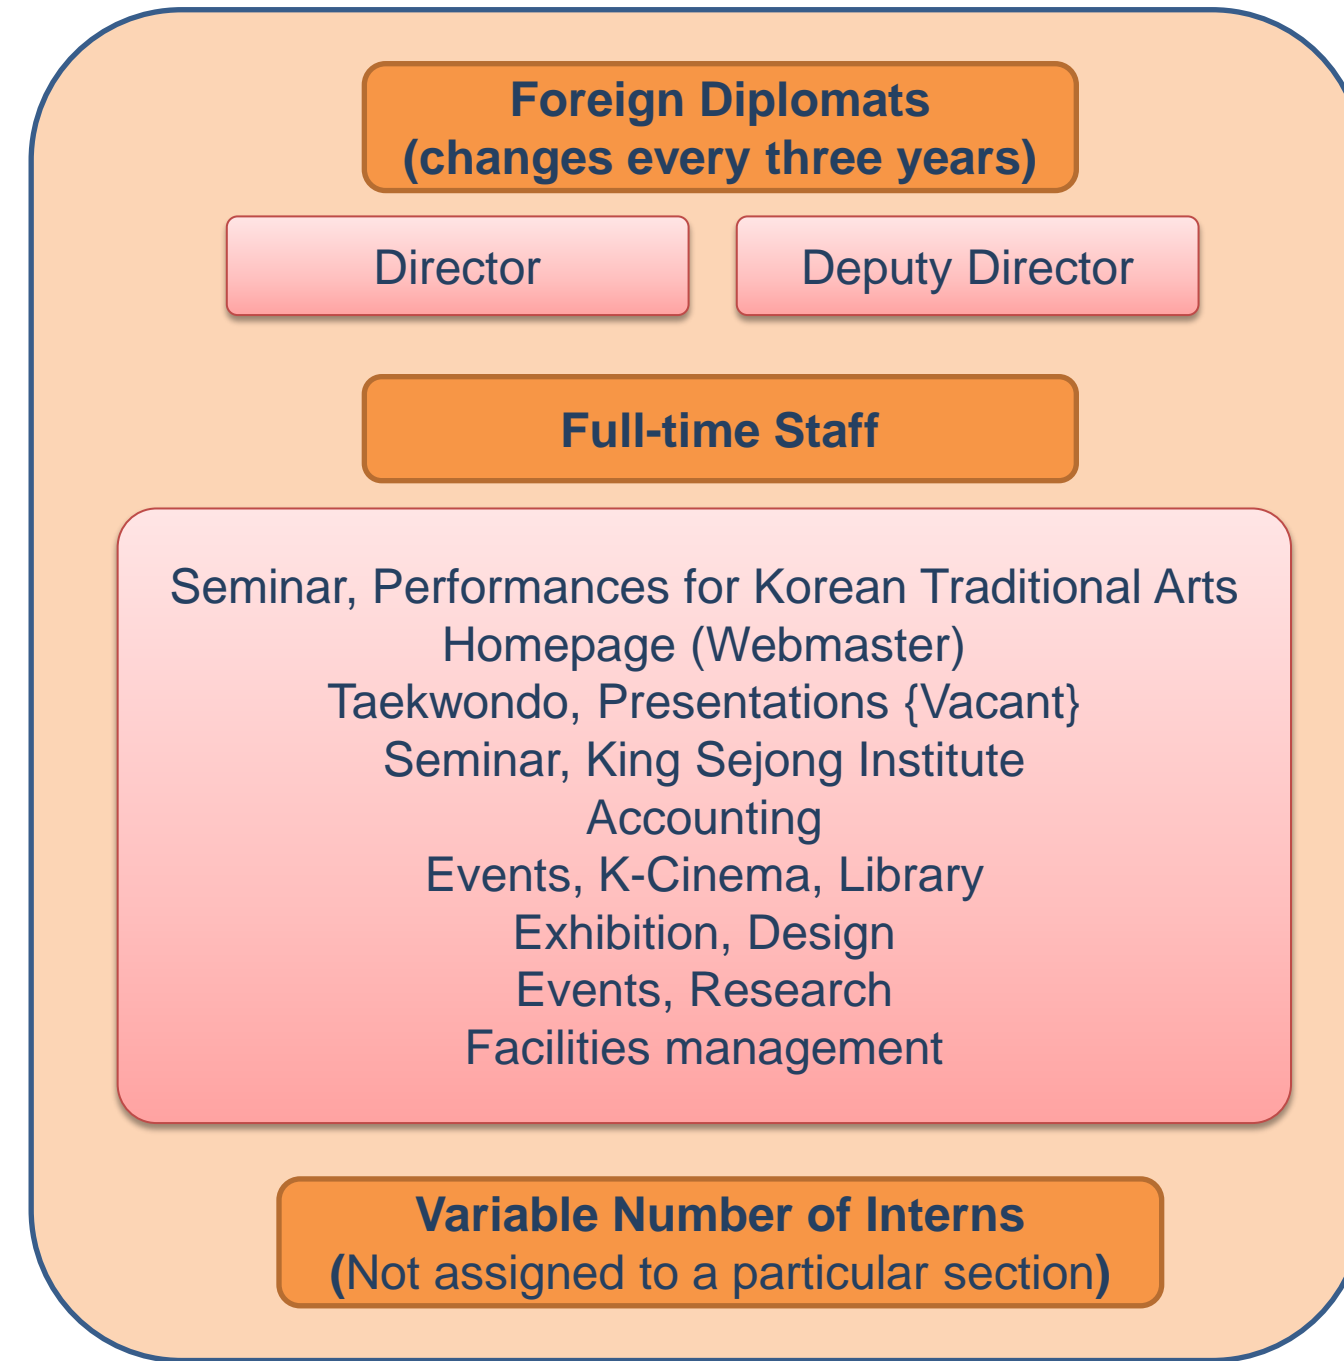 Foreign Diplomats
(changes every three years)
Director
Deputy Director
Full-time Staff
Seminar, Performances for Korean Traditional Arts
Homepage (Webmaster)
Taekwondo, Presentations {Vacant}
Seminar, King Sejong Institute
Accounting
Events, K-Cinema, Library
Exhibition, Design
Events, Research
Facilities management
Variable Number of Interns
(Not assigned to a particular section)